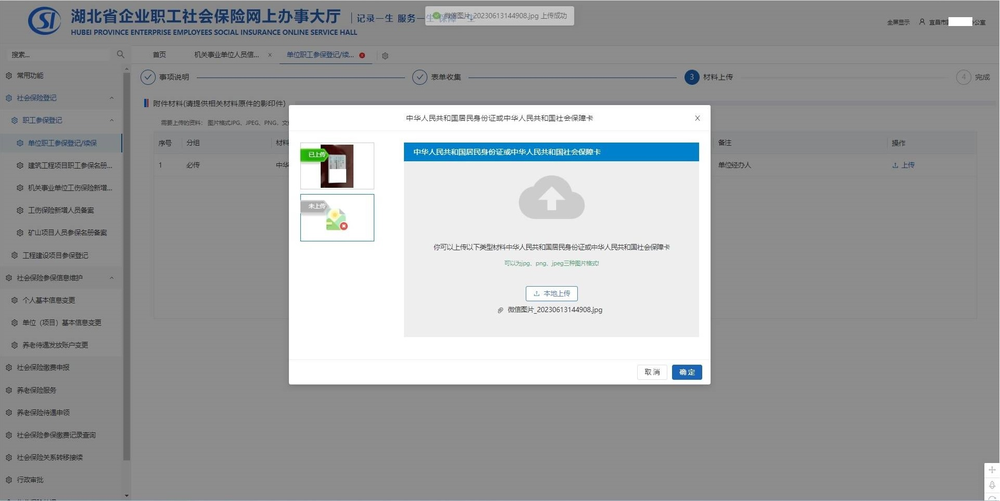 湖北省企业职工社会保险网上办事大厅
记录一生 服务一生 保障一生
HUBEI PROVINCE ENTERPRISE EMPLOYEES SOCIAL INSURANCE ONLINE SERVICE HALL
微信图片_20230613144908.jpg 上传成功
全屏显示
宜昌市
公室
搜索...
首页
机关事业单位人员信...
单位职工参保登记/续...
事项说明
表单收集
3 材料上传
4 完成
常用功能
社会保险登记
职工参保登记
单位职工参保登记/续保
建筑工程项目职工参保名册...
机关事业单位工伤保险新增...
工伤保险新增人员备案
矿山项目人员参保名册备案
工程建设项目参保登记
社会保险参保信息维护
个人基本信息变更
单位（项目）基本信息变更
养老待遇发放账户变更
社会保险缴费申报
养老保险服务
养老保险待遇申领
社会保险参保缴费记录查询
社会保险关系转移接续
行政审批
附件材料(请提供相关材料原件的影印件)
需要上传的资料： 图片格式JPG、JPEG、PNG，文
序号 分组 材料 备注 操作
1 必传 中华 单位经办人 上传
中华人民共和国居民身份证或中华人民共和国社会保障卡
已上传
未上传
中华人民共和国居民身份证或中华人民共和国社会保障卡
你可以上传以下类型材料中华人民共和国居民身份证或中华人民共和国社会保障卡
可以为jpg、png、jpeg三种图片格式!
本地上传
微信图片_20230613144908.jpg
取 消
确 定